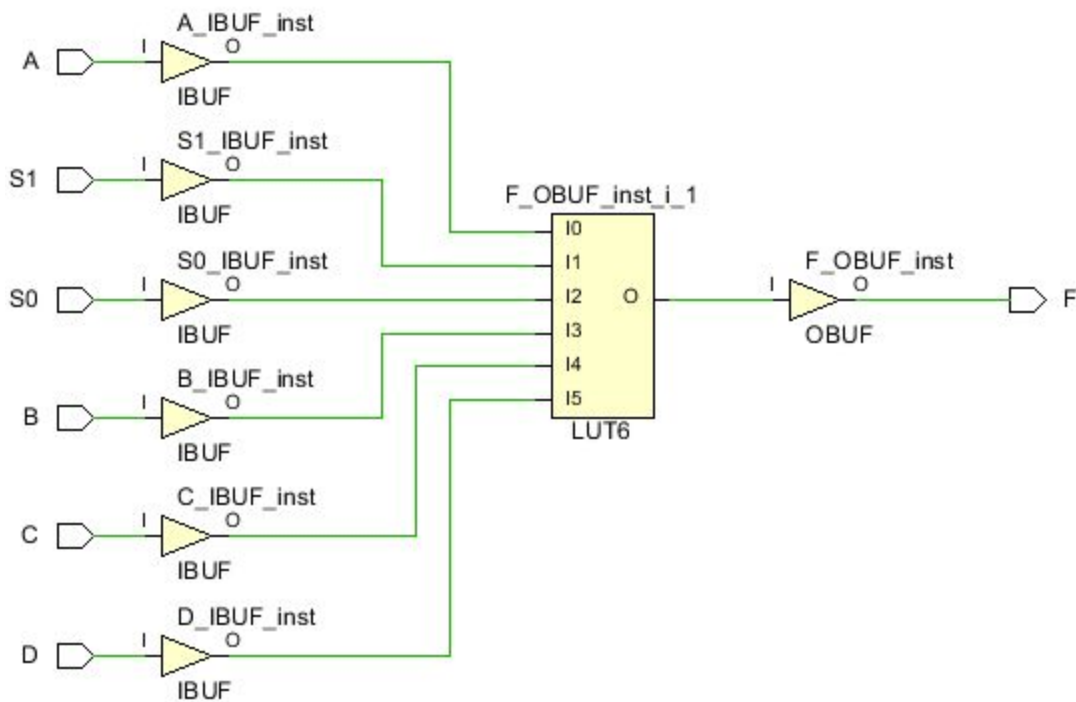 A_IBUF_inst
A I O
IBUF
S1_IBUF_inst
S1 I O
IBUF
S0_IBUF_inst
S0 I O
IBUF
B_IBUF_inst
B I O
IBUF
C_IBUF_inst
C I O
IBUF
D_IBUF_inst
D I O
IBUF
F_OBUF_inst_i_1
I0
I1
I2 O
I3
I4
I5
LUT6
F_OBUF_inst
I O F
OBUF